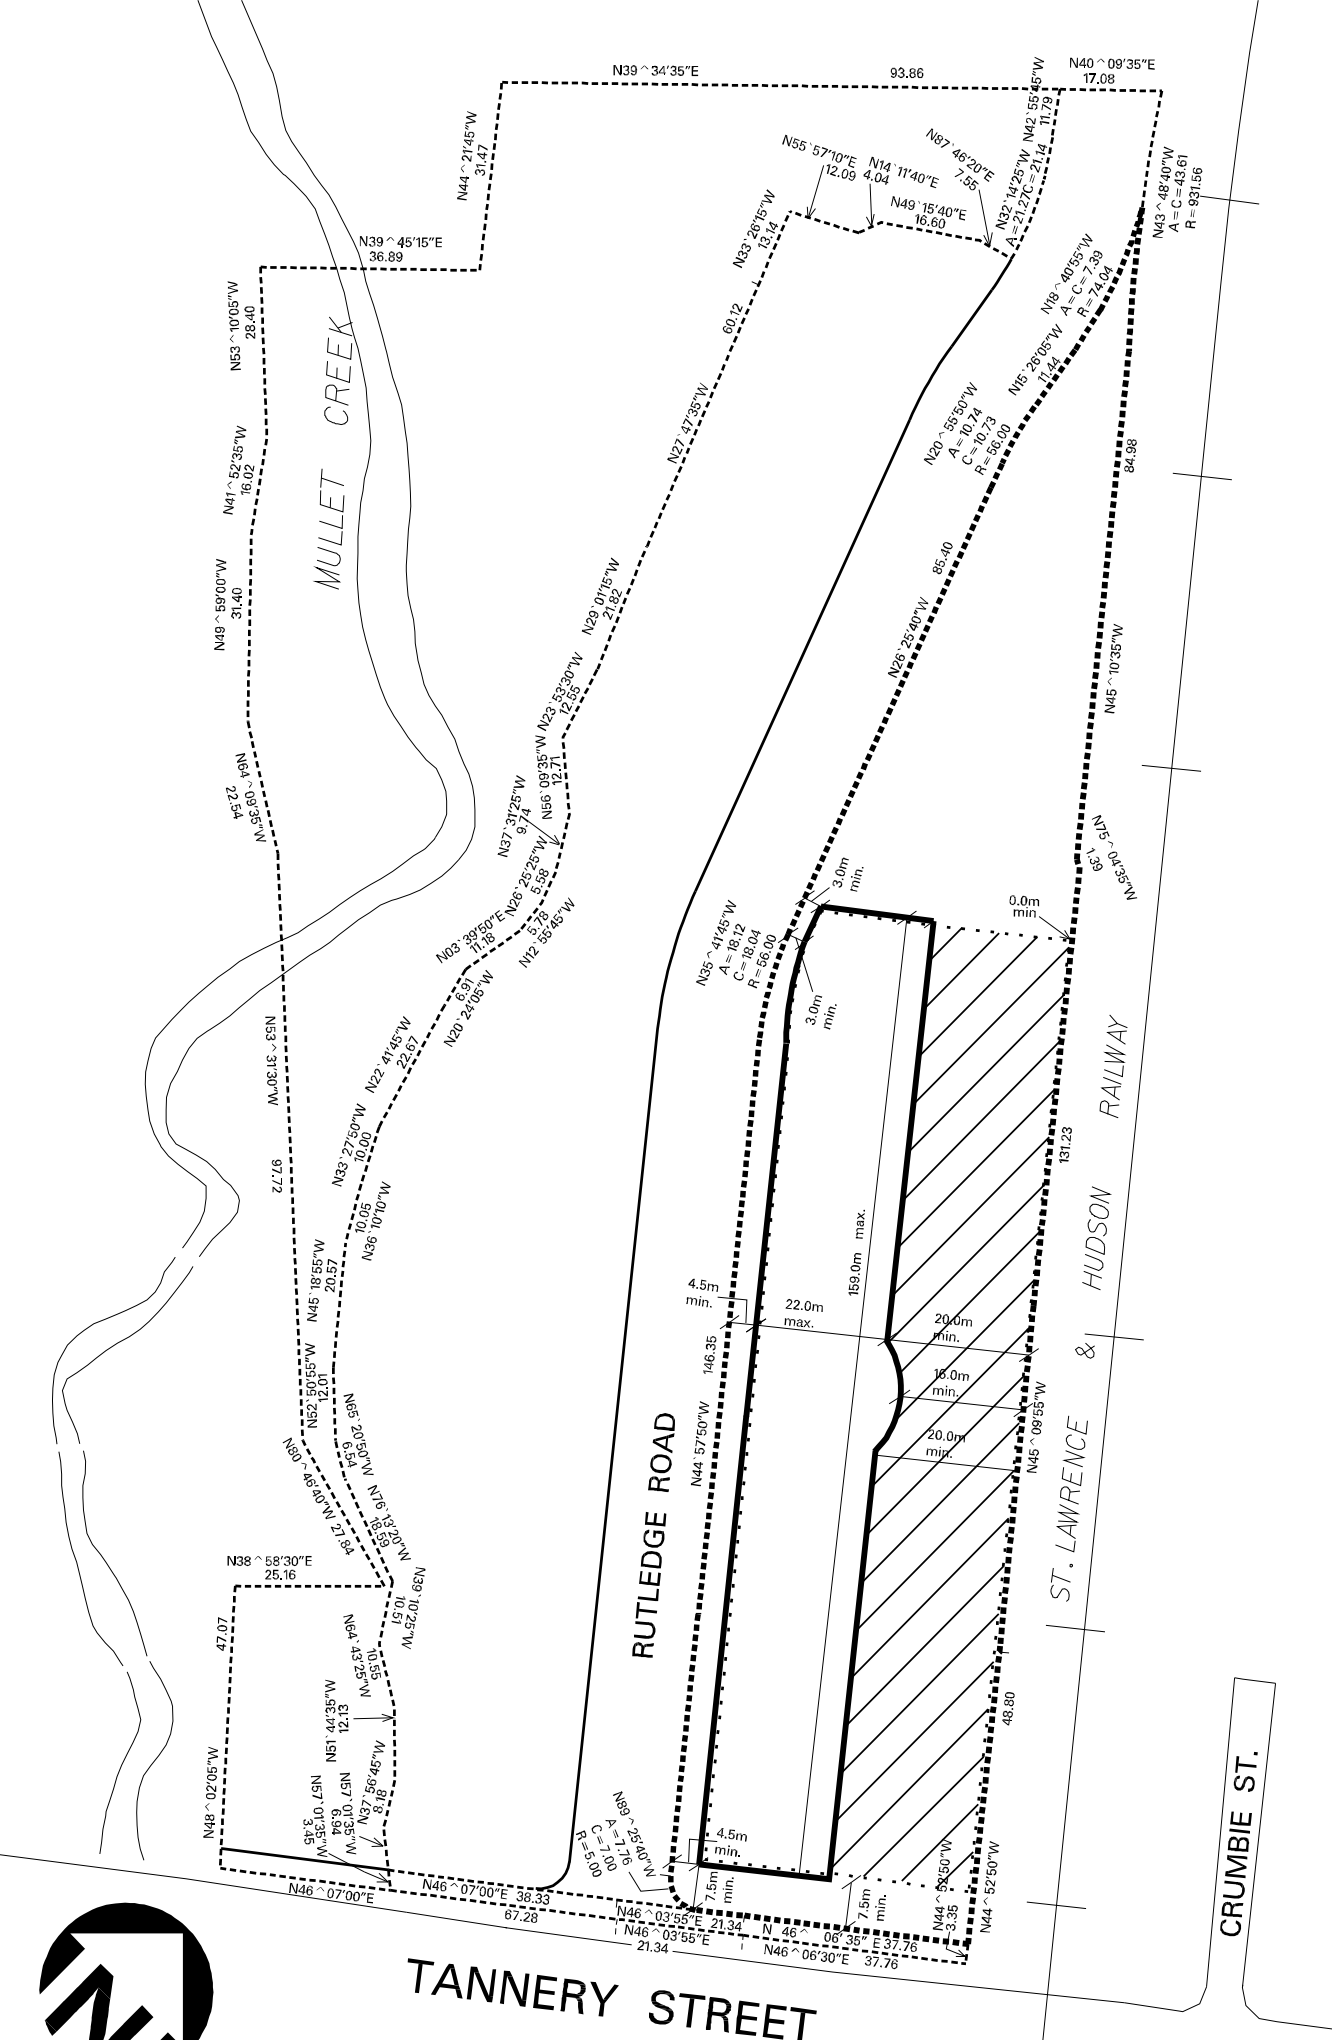 N39^34'35"E
93.86
N40^09'35"E
17.08
N42`55'45"W
11.79
N44^21'45"W
31.47
N55`57'10"E
12.09
N14`11'40"E
4.04
N87`46'20"E
7.55
N49`15'40"E
16.60
N32`14'25"W
A=21.27C=21.14
N43^48'40"W
A=C=43.61
R=931.56
N39^45'15"E
36.89
N33`26'15"W
13.14
N18^40'55"W
A=C=7.39
R=74.04
N53^10'05"W
28.40
60.12
N15`26'05"W
11.44
MULLET CREEK
N27`47'35"W
N20^55'50"W
A=10.74
C=10.73
R=56.00
84.98
N41^52'35"W
16.02
85.40
N49^59'00"W
31.40
N29`01'15"W
21.82
N26`25'40"W
N45^10'35"W
N23`53'30"W
12.55
N56`09'35"W
12.71
N64^09'35"W
22.54
N37`31'25"W
9.74
N75^04'35"W
1.39
N26`25'25"W
5.58
3.0m
min.
0.0m
min
N03`39'50"E
11.18
5.78
N12`55'45"W
N35^41'45"W
A=18.12
C=18.04
R=56.00
6.91
N20`24'05"W
3.0m
min.
N53^31'30"W
97.72
N22`41'45"W
22.67
N33`27'50"W
10.00
131.23
10.05
N36`10'10"W
N45`18'55"W
20.57
159.0m max.
4.5m
min.
22.0m
max.
20.0m
min.
146.35
16.0m
min.
N52`50'55"W
12.01
N65`20'50"W
6.54
N45^09'55"W
20.0m
min.
N44`57'50"W
N80^46'40"W 27.84
N76`13'20"W
18.59
RUTLEDGE ROAD
ST. LAWRENCE & HUDSON RAILWAY
N38^58'30"E
25.16
N39`10'25"W
10.51
47.07
N64`43'25"W
10.55
N51`44'35"W
12.13
48.80
N37`56'45"W
8.18
N48^02'05"W
N57`01'35"W
3.45
N57`01'35"W
6.94
N89^25'40"W
A=7.76
C=7.00
R=5.00
4.5m
min.
7.5m
min.
7.5m
min.
N44^52'50"W
3.35
N44^52'50"W
CRUMBIE ST.
N46^07'00"E
N46^07'00"E 38.33
67.28
N46^03'55"E 21.34
N46^03'55"E
21.34
N 46^ 06'35" E 37.76
N46^06'30"E 37.76
TANNERY STREET
N